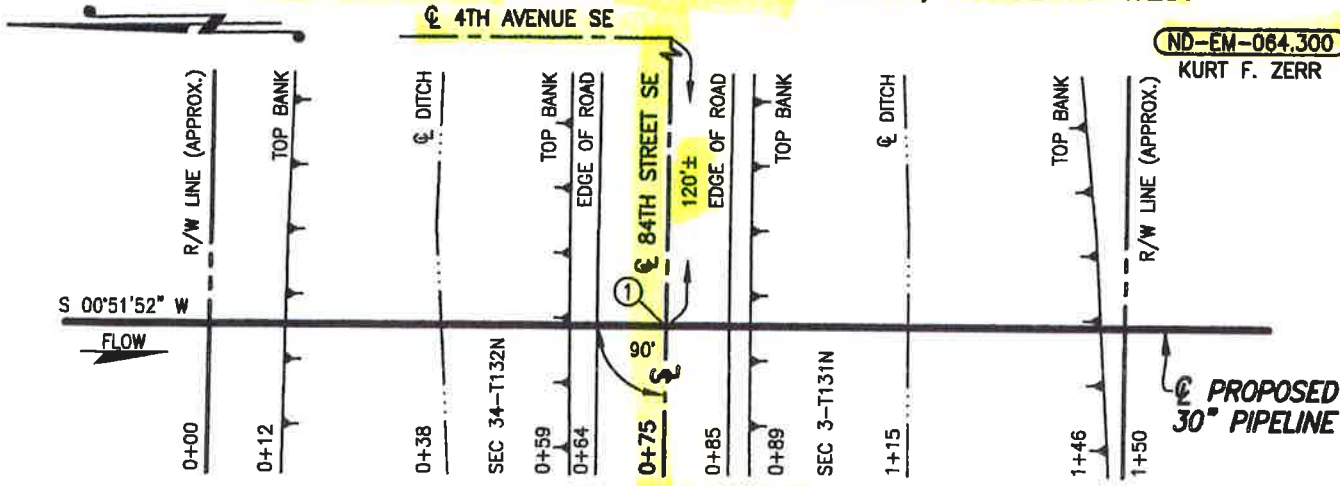 ℄ 4TH AVENUE SE
ND-EM-064.300
KURT F. ZERR
R/W LINE (APPROX.)
TOP BANK
℄ DITCH
TOP BANK
EDGE OF ROAD
℄ 84TH STREET SE
120'±
EDGE OF ROAD
TOP BANK
℄ DITCH
TOP BANK
R/W LINE (APPROX.)
S 00°51'52" W
FLOW
1
90°
0+00
0+12
0+38
SEC 34-T132N
0+59
0+64
0+75
0+85
0+89
SEC 3-T131N
1+15
1+46
1+50
℄ PROPOSED
30" PIPELINE